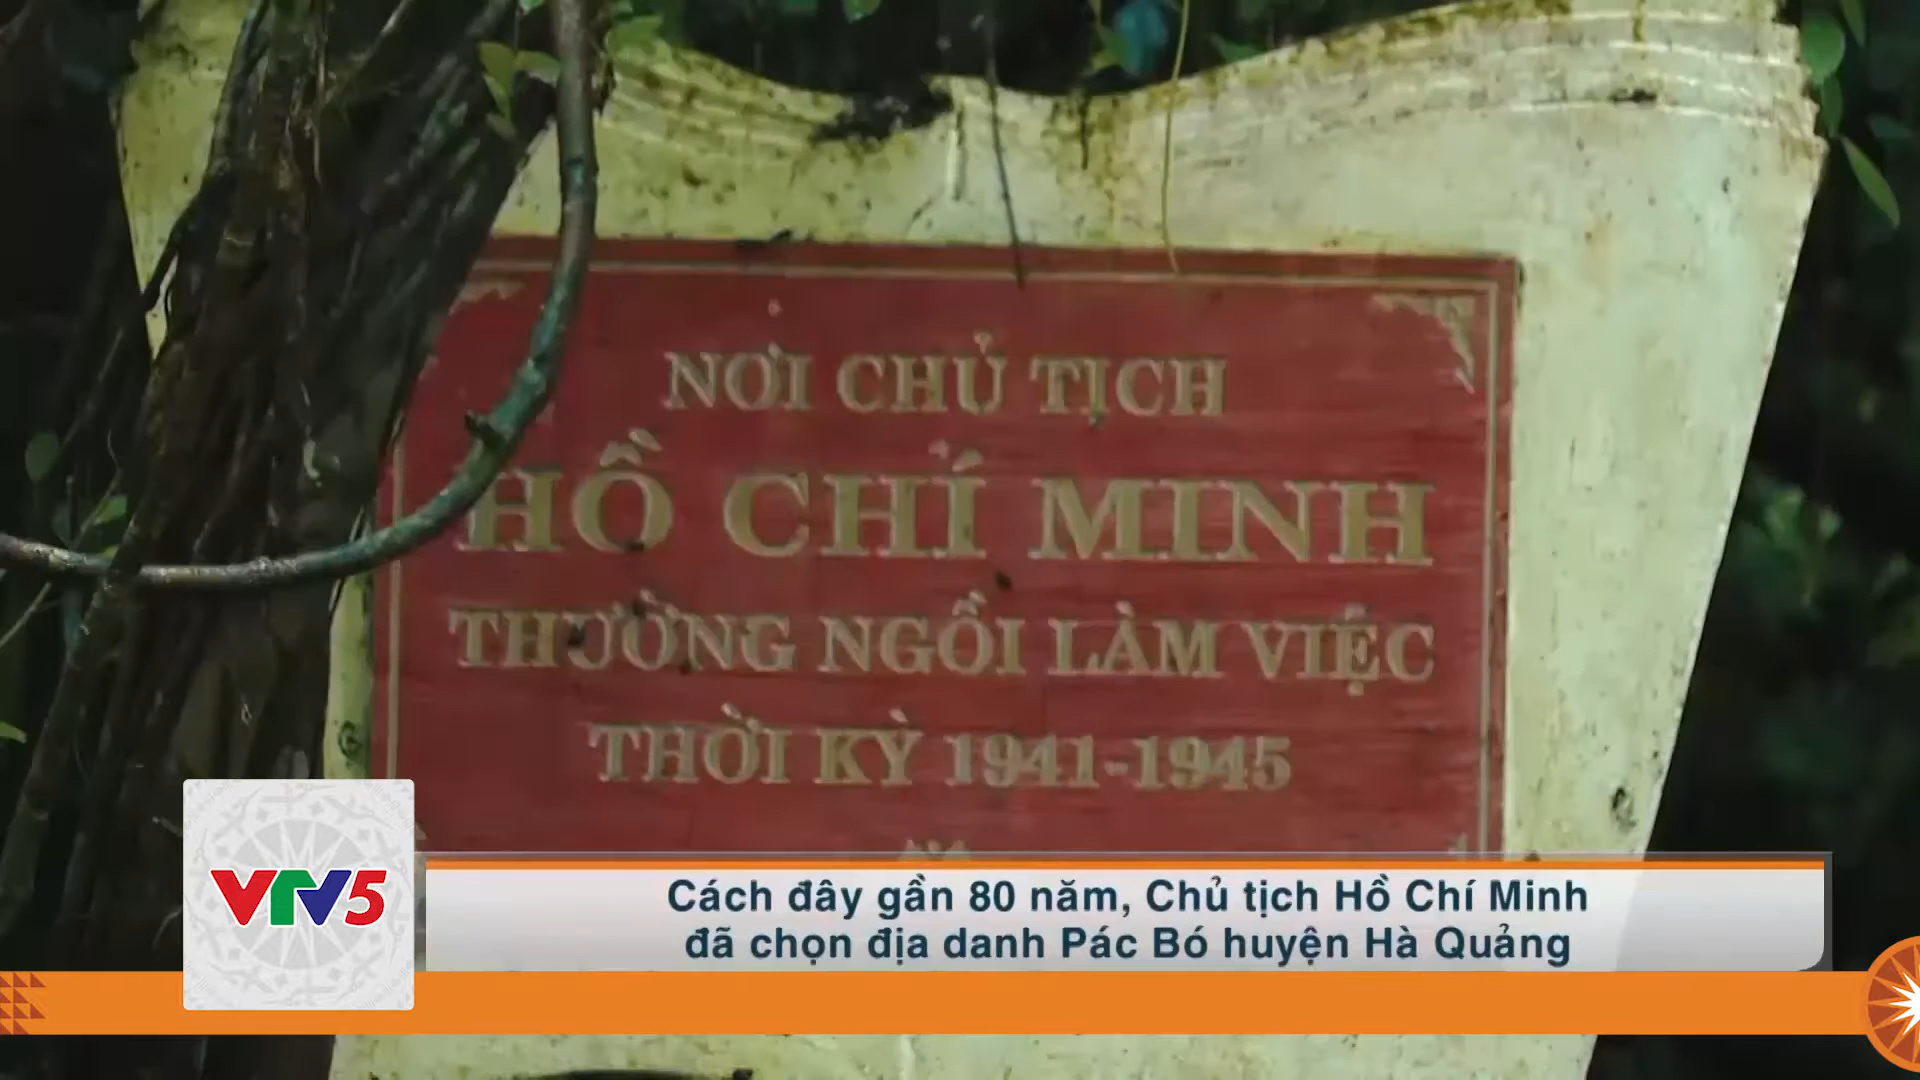 NƠI CHỦ TỊCH
HỒ CHÍ MINH
THƯỜNG NGỒI LÀM VIỆC
THỜI KỲ 1941-1945
VTV5
Cách đây gần 80 năm, Chủ tịch Hồ Chí Minh
đã chọn địa danh Pác Bó huyện Hà Quảng